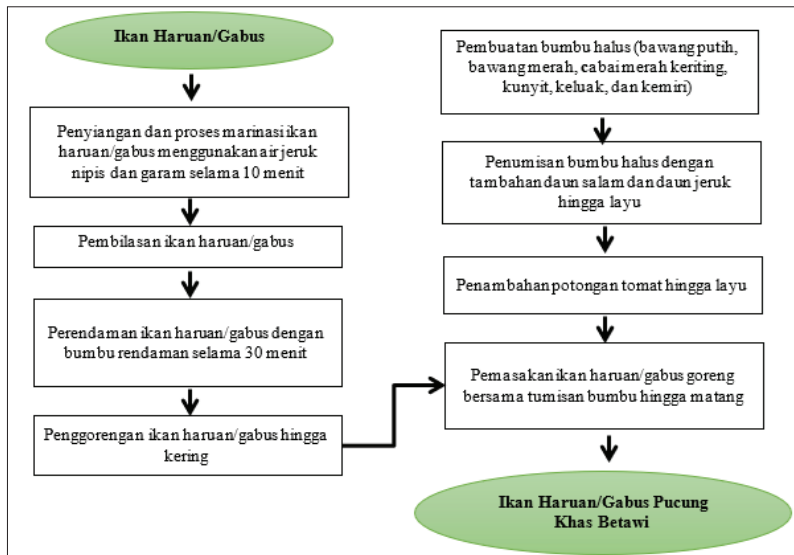 Ikan Haruan/Gabus
Penyiangan dan proses marinasi ikan
haruan/gabus menggunakan air jeruk
nipis dan garam selama 10 menit
Pembilasan ikan haruan/gabus
Perendaman ikan haruan/gabus dengan
bumbu rendaman selama 30 menit
Penggorengan ikan haruan/gabus hingga
kering
Pembuatan bumbu halus (bawang putih,
bawang merah, cabai merah keriting,
kunyit, keluak, dan kemiri)
Penumisan bumbu halus dengan
tambahan daun salam dan daun jeruk
hingga layu
Penambahan potongan tomat hingga layu
Pemasakan ikan haruan/gabus goreng
bersama tumisan bumbu hingga matang
Ikan Haruan/Gabus Pucung
Khas Betawi